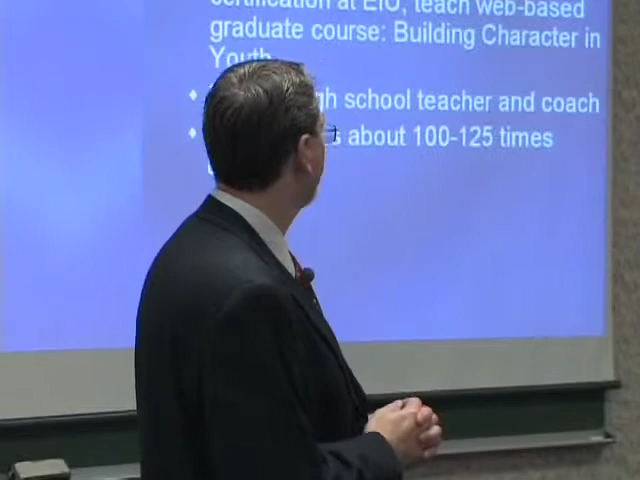 certification at EIU, teach web-based
graduate course: Building Character in
Youth
gh school teacher and coach
s about 100-125 times